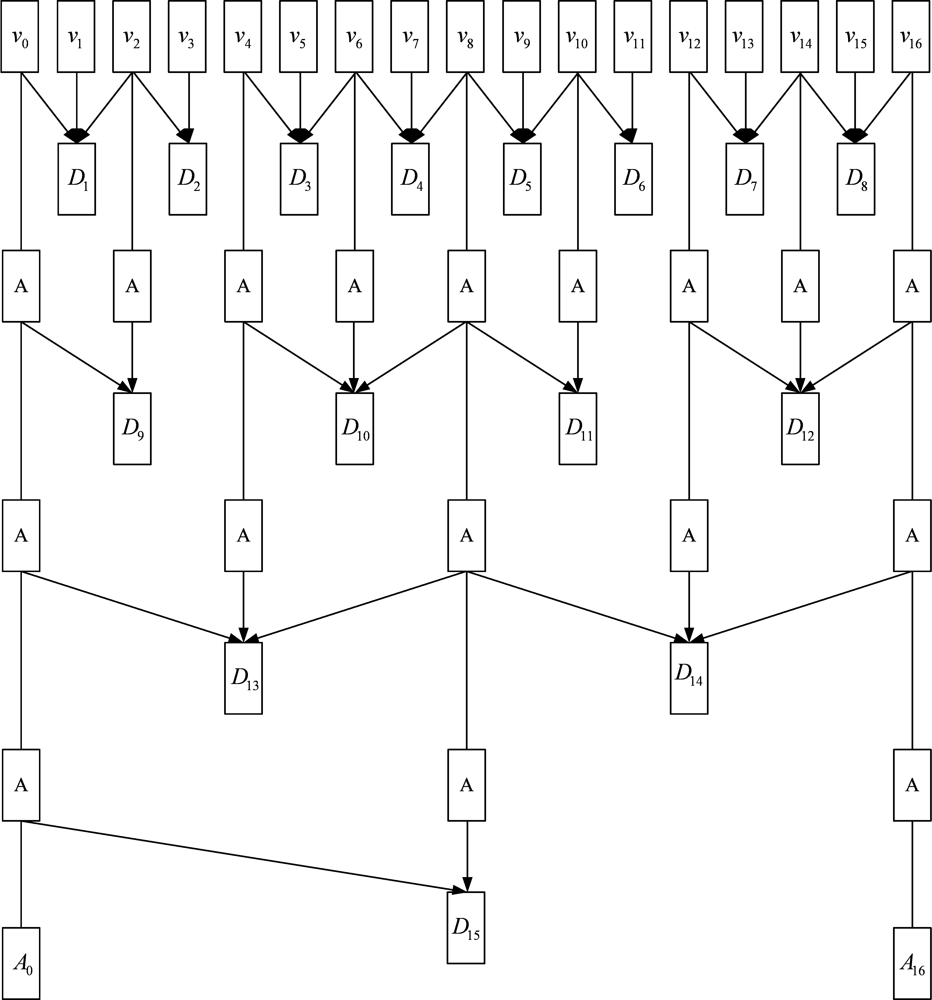 v₀ v₁ v₂ v₃ v₄ v₅ v₆ v₇ v₈ v₉ v₁₀ v₁₁ v₁₂ v₁₃ v₁₄ v₁₅ v₁₆
D₁ D₂ D₃ D₄ D₅ D₆ D₇ D₈
A A A A A A A A A
D₉ D₁₀ D₁₁ D₁₂
A A A A A
D₁₃ D₁₄
A A A
D₁₅
A₀ A₁₆